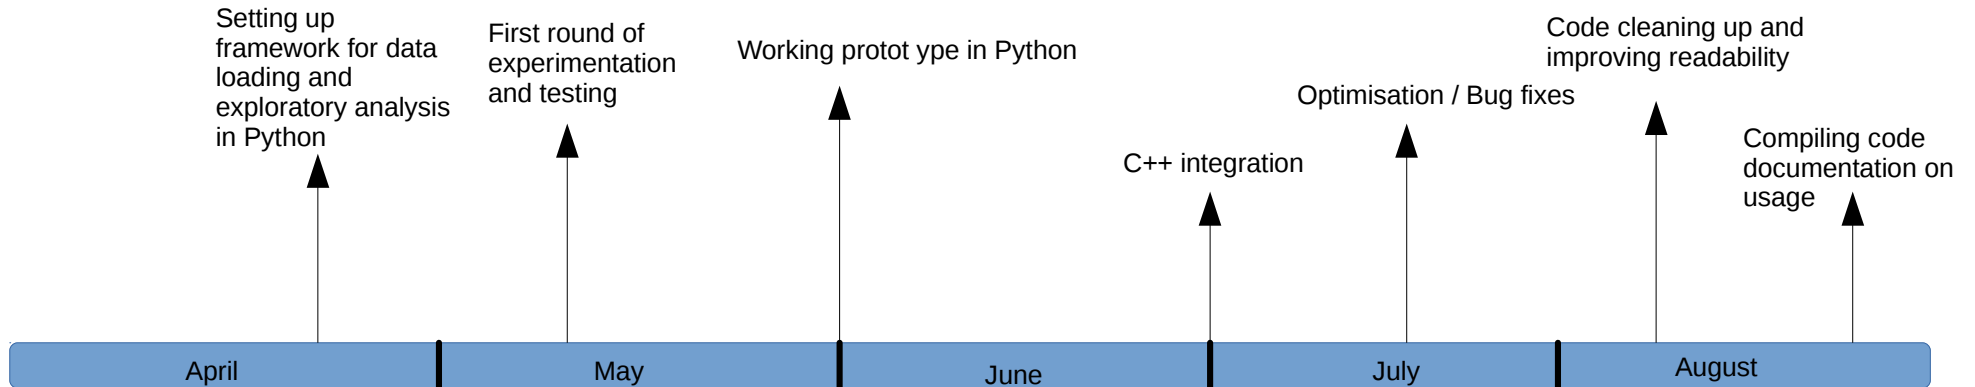 Setting up
framework for data
loading and
exploratory analysis
in Python
First round of
experimentation
and testing
Working protot ype in Python
C++ integration
Optimisation / Bug fixes
Code cleaning up and
improving readability
Compiling code
documentation on
usage
April
May
June
July
August